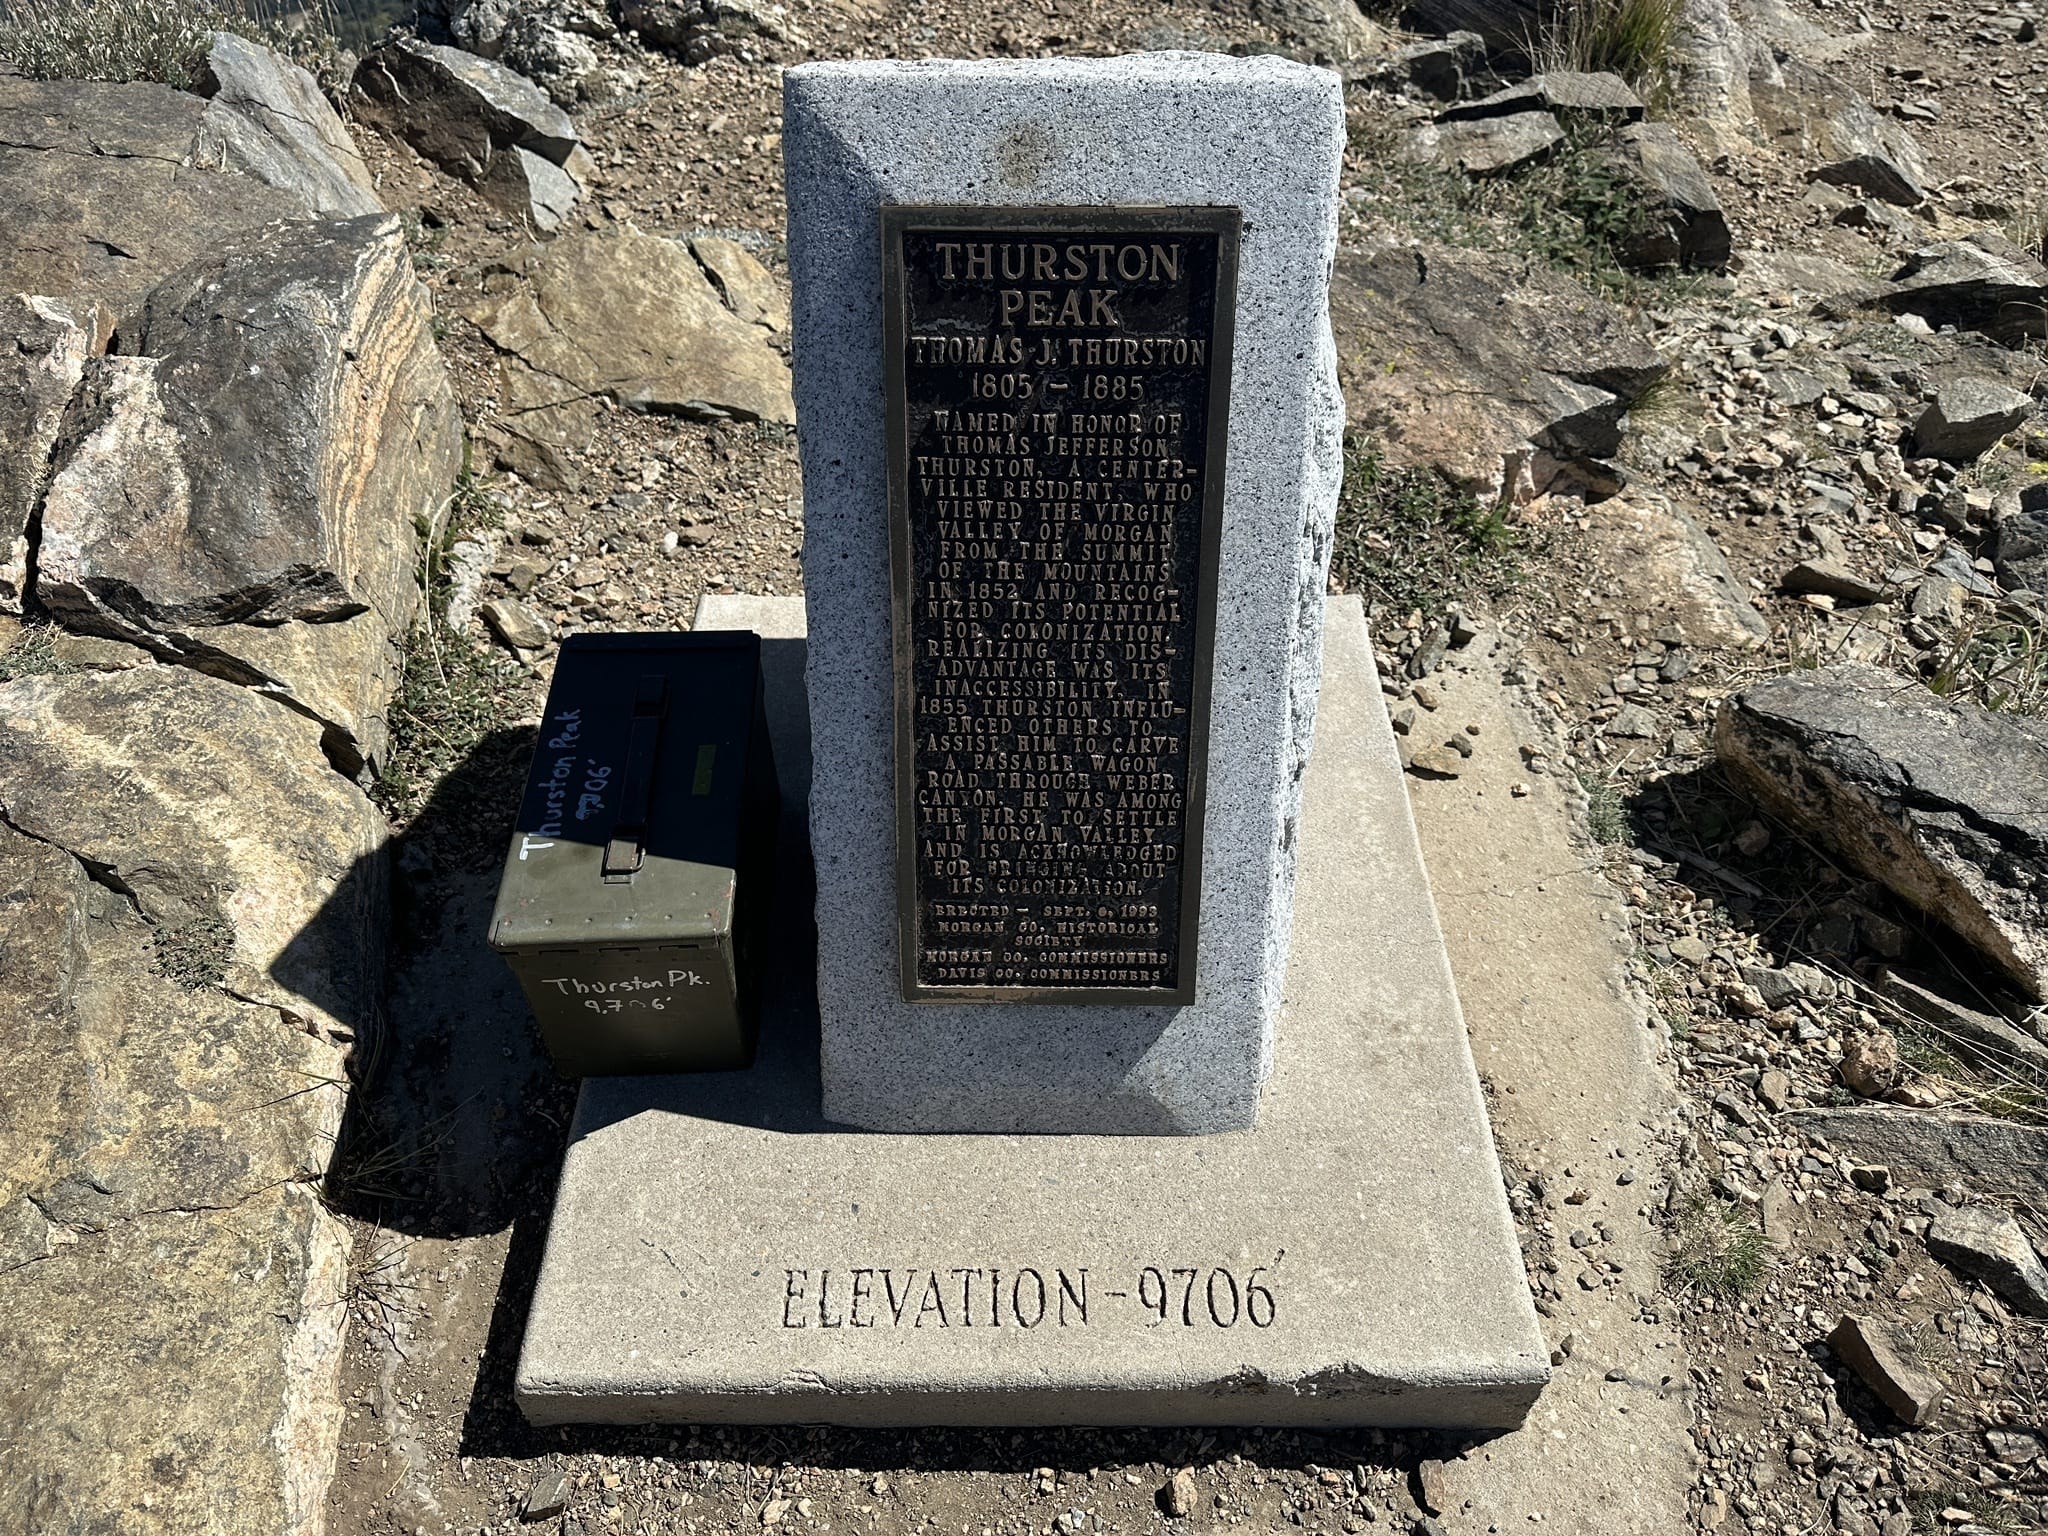 THURSTON
PEAK
THOMAS J. THURSTON
1805 - 1885
NAMED IN HONOR OF
THOMAS JEFFERSON
THURSTON, A CENTER-
VILLE RESIDENT, WHO
VIEWED THE VIRGIN
VALLEY OF MORGAN
FROM THE SUMMIT
OF THE MOUNTAINS
IN 1852 AND RECOG-
NIZED ITS POTENTIAL
FOR COLONIZATION.
REALIZING ITS DIS-
ADVANTAGE WAS ITS
INACCESSIBILITY, IN
1855 THURSTON INFLU-
ENCED OTHERS TO
ASSIST HIM TO CARVE
A PASSABLE WAGON
ROAD THROUGH WEBER
CANYON. HE WAS AMONG
THE FIRST TO SETTLE
IN MORGAN VALLEY
AND IS ACKNOWLEDGED
FOR BRINGING ABOUT
ITS COLONIZATION.
ERECTED - SEPT. 6, 1993
MORGAN CO. HISTORICAL
SOCIETY
MORGAN CO. COMMISSIONERS
DAVIS CO. COMMISSIONERS
Thurston Peak
9706'
Thurston Pk.
9,706'
ELEVATION - 9706'